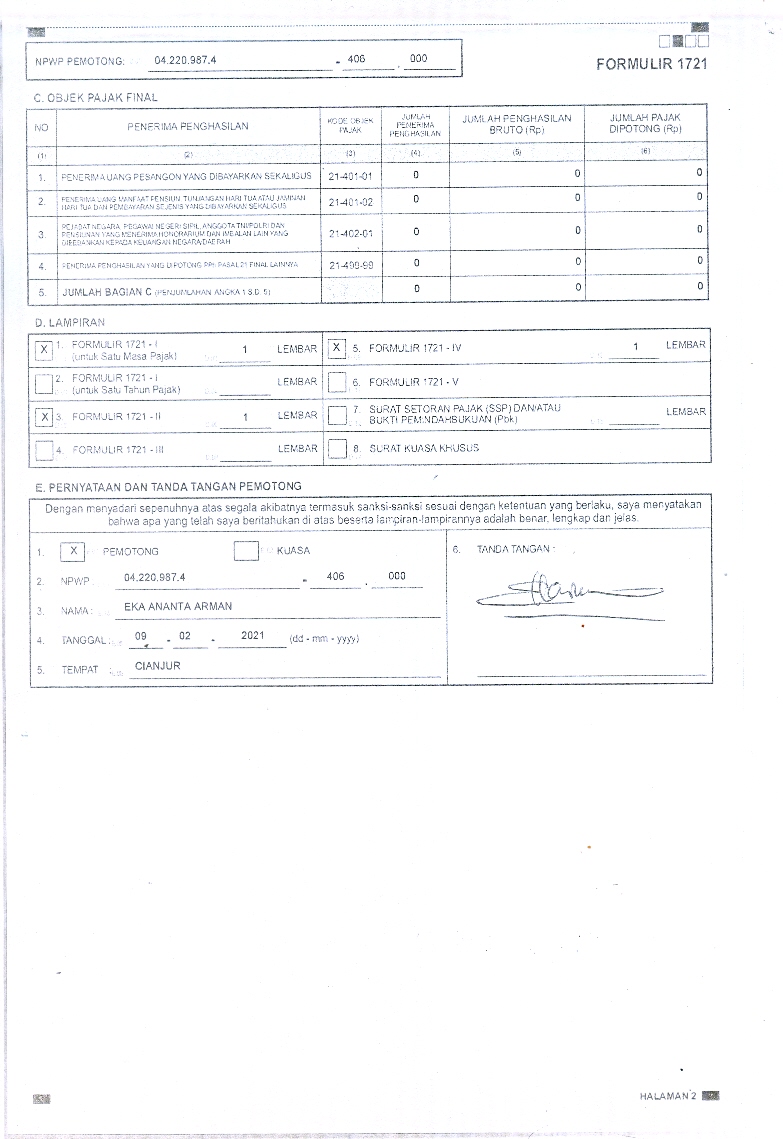 NPWP PEMOTONG: 04.220.987.4 - 406 . 000
FORMULIR 1721
C. OBJEK PAJAK FINAL
NO PENERIMA PENGHASILAN KODE OBJEK PAJAK JUMLAH PENERIMA PENGHASILAN JUMLAH PENGHASILAN BRUTO (Rp) JUMLAH PAJAK DIPOTONG (Rp)
(1) (2) (3) (4) (5) (6)
1. PENERIMA UANG PESANGON YANG DIBAYARKAN SEKALIGUS 21-401-01 0 0 0
2. PENERIMA UANG MANFAAT PENSIUN, TUNJANGAN HARI TUA ATAU JAMINAN HARI TUA DAN PEMBAYARAN SEJENIS YANG DIBAYARKAN SEKALIGUS 21-401-02 0 0 0
3. PEJABAT NEGARA, PEGAWAI NEGERI SIPIL, ANGGOTA TNI/POLRI DAN PENSIUNAN YANG MENERIMA HONORARIUM DAN IMBALAN LAIN YANG DIBEBANKAN KEPADA KEUANGAN NEGARA/DAERAH 21-402-01 0 0 0
4. PENERIMA PENGHASILAN YANG DIPOTONG PPh PASAL 21 FINAL LAINNYA 21-499-99 0 0 0
5. JUMLAH BAGIAN C (PENJUMLAHAN ANGKA 1 S.D. 5) 0 0 0
D. LAMPIRAN
X 1. FORMULIR 1721 - I (untuk Satu Masa Pajak) 1 LEMBAR X 5. FORMULIR 1721 - IV 1 LEMBAR
2. FORMULIR 1721 - I (untuk Satu Tahun Pajak) LEMBAR 6. FORMULIR 1721 - V
X 3. FORMULIR 1721 - II 1 LEMBAR 7. SURAT SETORAN PAJAK (SSP) DAN/ATAU BUKTI PEMINDAHBUKUAN (Pbk) LEMBAR
4. FORMULIR 1721 - III LEMBAR 8. SURAT KUASA KHUSUS
E. PERNYATAAN DAN TANDA TANGAN PEMOTONG
Dengan menyadari sepenuhnya atas segala akibatnya termasuk sanksi-sanksi sesuai dengan ketentuan yang berlaku, saya menyatakan
bahwa apa yang telah saya beritahukan di atas beserta lampiran-lampirannya adalah benar, lengkap dan jelas.
1. X PEMOTONG KUASA
6. TANDA TANGAN :
2. NPWP : 04.220.987.4 - 406 . 000
3. NAMA : EKA ANANTA ARMAN
4. TANGGAL : 09 - 02 - 2021 (dd - mm - yyyy)
5. TEMPAT : CIANJUR
HALAMAN 2